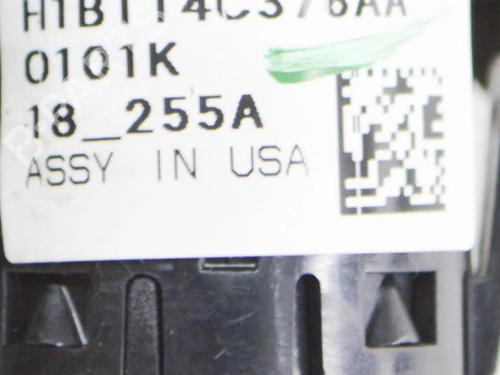 H1BT14C376AA
0101K
18_255A
ASSY IN USA